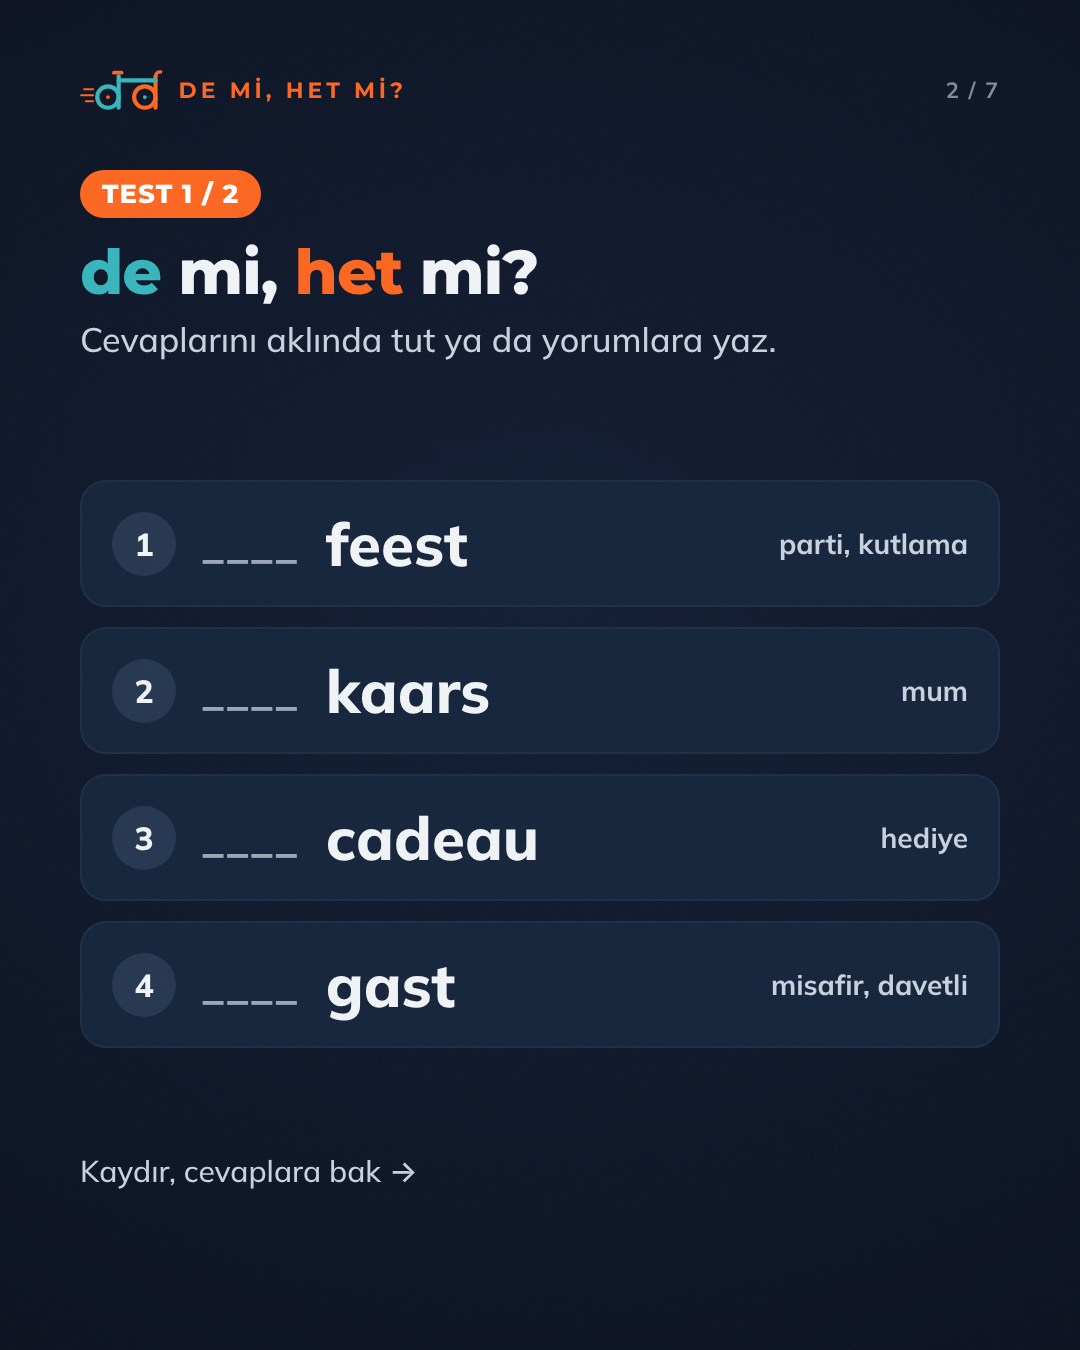 DE Mİ, HET Mİ?
2 / 7
TEST 1 / 2
de mi, het mi?
Cevaplarını aklında tut ya da yorumlara yaz.
1 ____ feest parti, kutlama
2 ____ kaars mum
3 ____ cadeau hediye
4 ____ gast misafir, davetli
Kaydır, cevaplara bak →